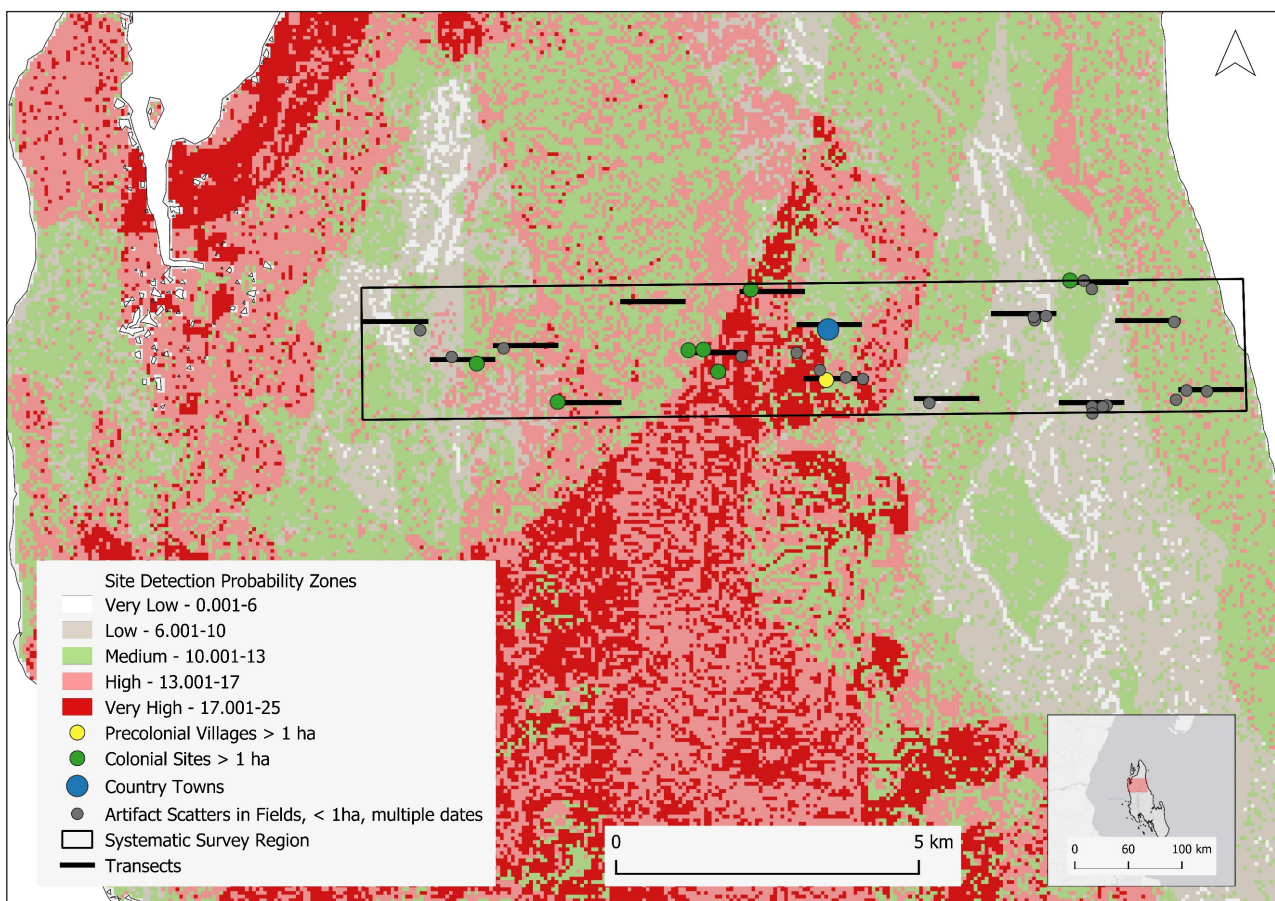 Site Detection Probability Zones
Very Low - 0.001-6
Low - 6.001-10
Medium - 10.001-13
High - 13.001-17
Very High - 17.001-25
Precolonial Villages > 1 ha
Colonial Sites > 1 ha
Country Towns
Artifact Scatters in Fields, < 1ha, multiple dates
Systematic Survey Region
Transects
0 5 km
0 60 100 km